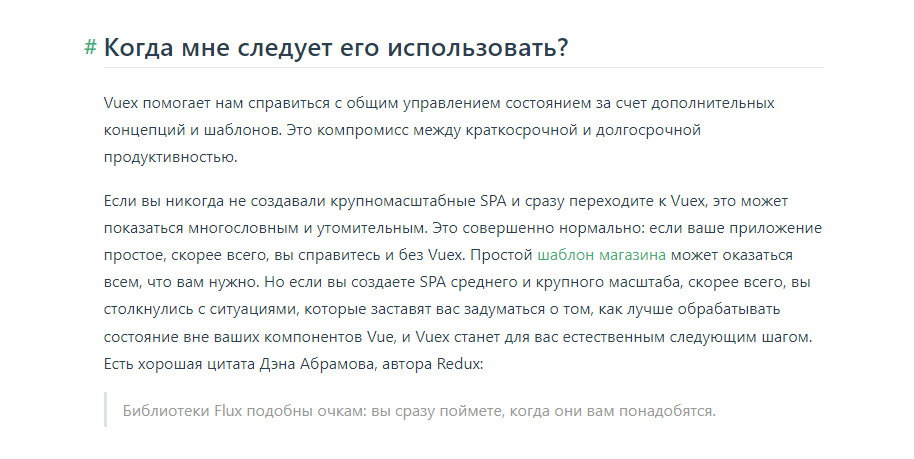 # Когда мне следует его использовать?
Vuex помогает нам справиться с общим управлением состоянием за счет дополнительных
концепций и шаблонов. Это компромисс между краткосрочной и долгосрочной
продуктивностью.
Если вы никогда не создавали крупномасштабные SPA и сразу переходите к Vuex, это может
показаться многословным и утомительным. Это совершенно нормально: если ваше приложение
простое, скорее всего, вы справитесь и без Vuex. Простой шаблон магазина может оказаться
всем, что вам нужно. Но если вы создаете SPA среднего и крупного масштаба, скорее всего, вы
столкнулись с ситуациями, которые заставят вас задуматься о том, как лучше обрабатывать
состояние вне ваших компонентов Vue, и Vuex станет для вас естественным следующим шагом.
Есть хорошая цитата Дэна Абрамова, автора Redux:
Библиотеки Flux подобны очкам: вы сразу поймете, когда они вам понадобятся.